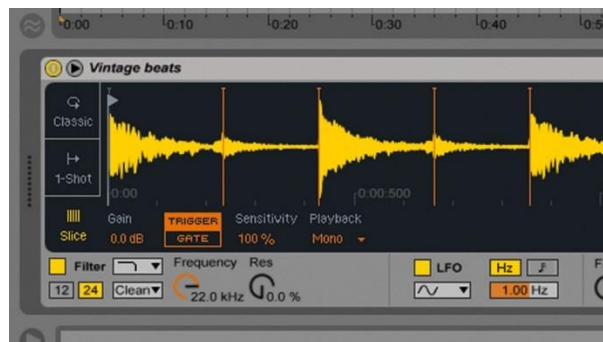 0:00 0:10 0:20 0:30 0:40
Vintage beats
Classic
1-Shot
0:00 0:00:500
Gain TRIGGER Sensitivity Playback
0.0 dB GATE 100 % Mono
Slice
Filter Frequency Res LFO Hz
12 24 Clean 22.0 kHz 0.0 % 1.00 Hz